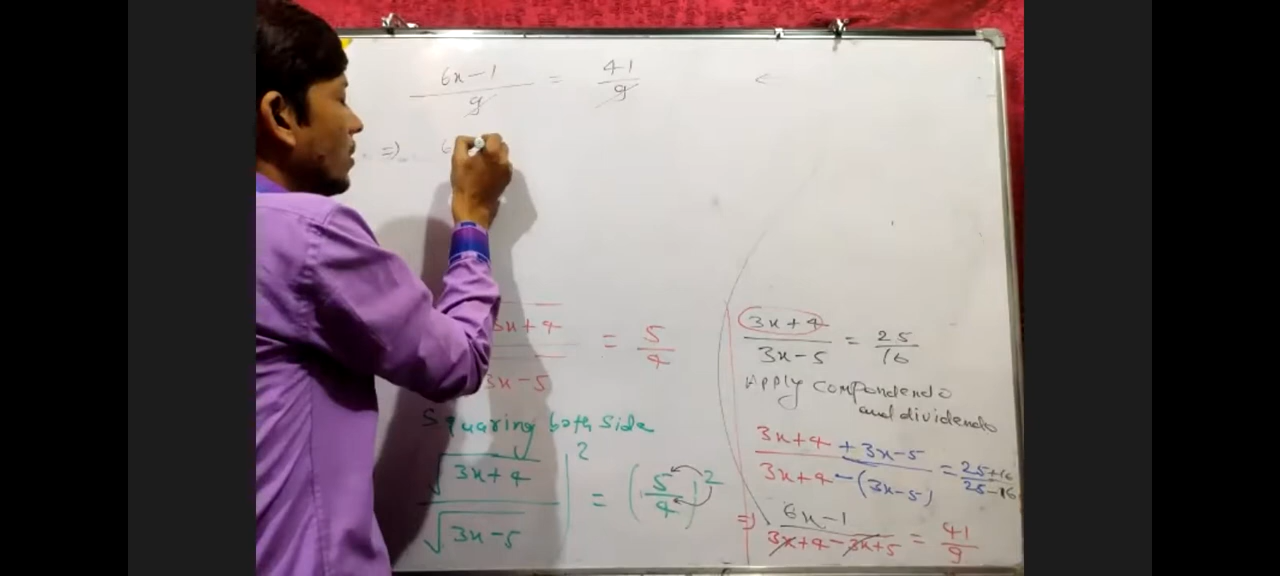 6x-1/9 = 41/9
=> 6
3x+4/3x-5 = 5/4
Squaring both side
(√3x+4/√3x-5)² = (5/4)²
3x+4/3x-5 = 25/16
Apply compondendo
and dividendo
3x+4+3x-5/3x+4-(3x-5) = 25+16/25-16
=> 6x-1/3x+4-3x+5 = 41/9